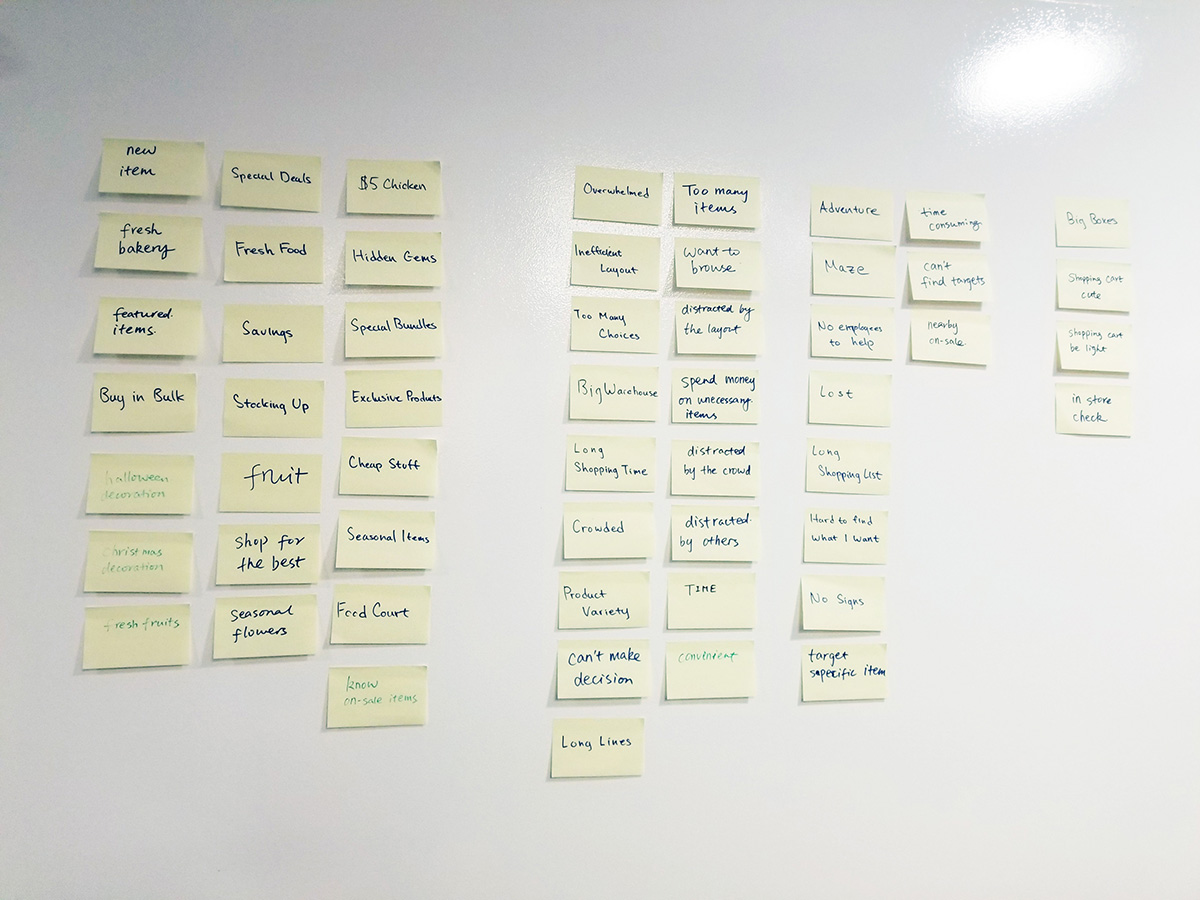 new
item
fresh
bakery
featured
items.
Buy in Bulk
halloween
decoration
christmas
decoration
fresh fruits
Special Deals
Fresh Food
Savings
Stocking Up
fruit
shop for
the best
seasonal
flowers
$5 Chicken
Hidden Gems
Special Bundles
Exclusive Products
Cheap Stuff
Seasonal Items
Food Court
know
on-sale items
Overwhelmed
Inefficient
Layout
Too Many
Choices
Big Warehouse
Long
Shopping Time
Crowded
Product
Variety
can't make
decision
Long Lines
Too many
items
want to
browse
distracted by
the layout
spend money
on unecessary
items
distracted
by the crowd
distracted
by others
TIME
convinient
Adventure
Maze
No employees
to help
Lost
Long
Shopping List
Hard to find
what I want
No Signs
target
sepecific item
time
consuming.
can't
find targets
nearby
on-sale
Big Boxes
Shopping cart
cute
shopping cart
be light
in store
check